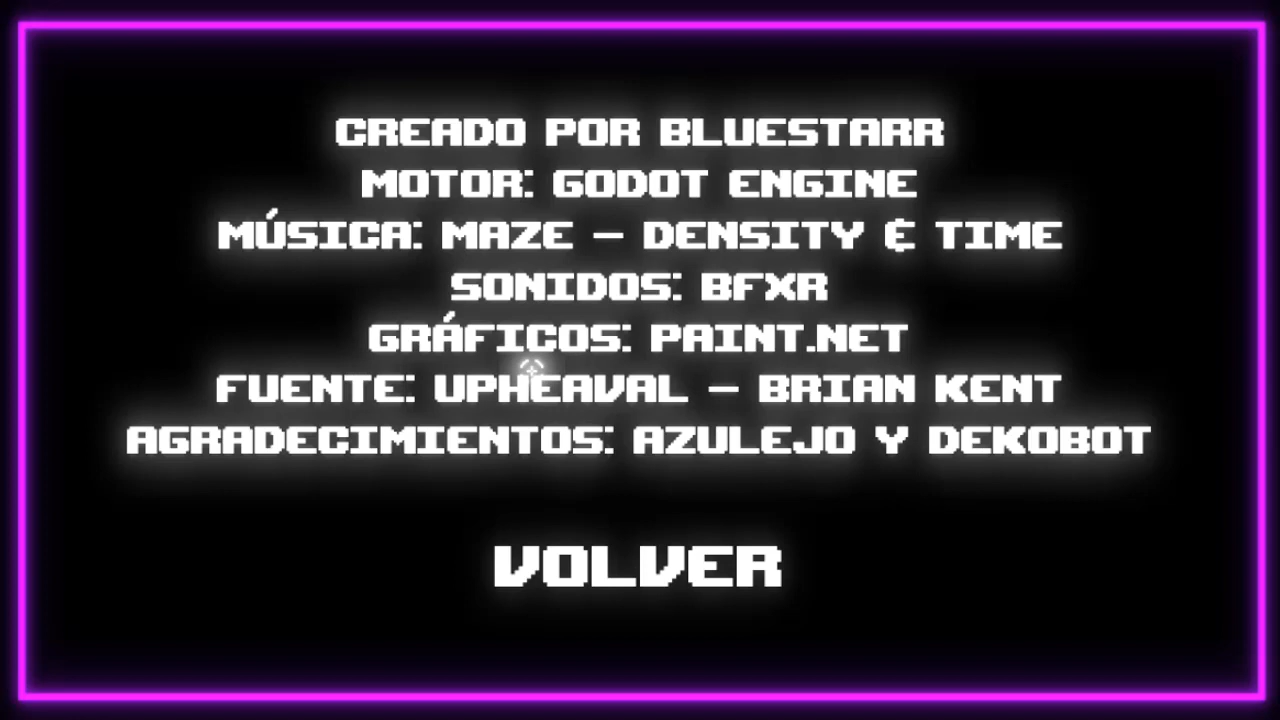 CREADO POR BLUESTARR
MOTOR: GODOT ENGINE
MÚSICA: MAZE - DENSITY & TIME
SONIDOS: BFXR
GRÁFICOS: PAINT.NET
FUENTE: UPHEAVAL - BRIAN KENT
AGRADECIMIENTOS: AZULEJO Y DEKOBOT
VOLVER